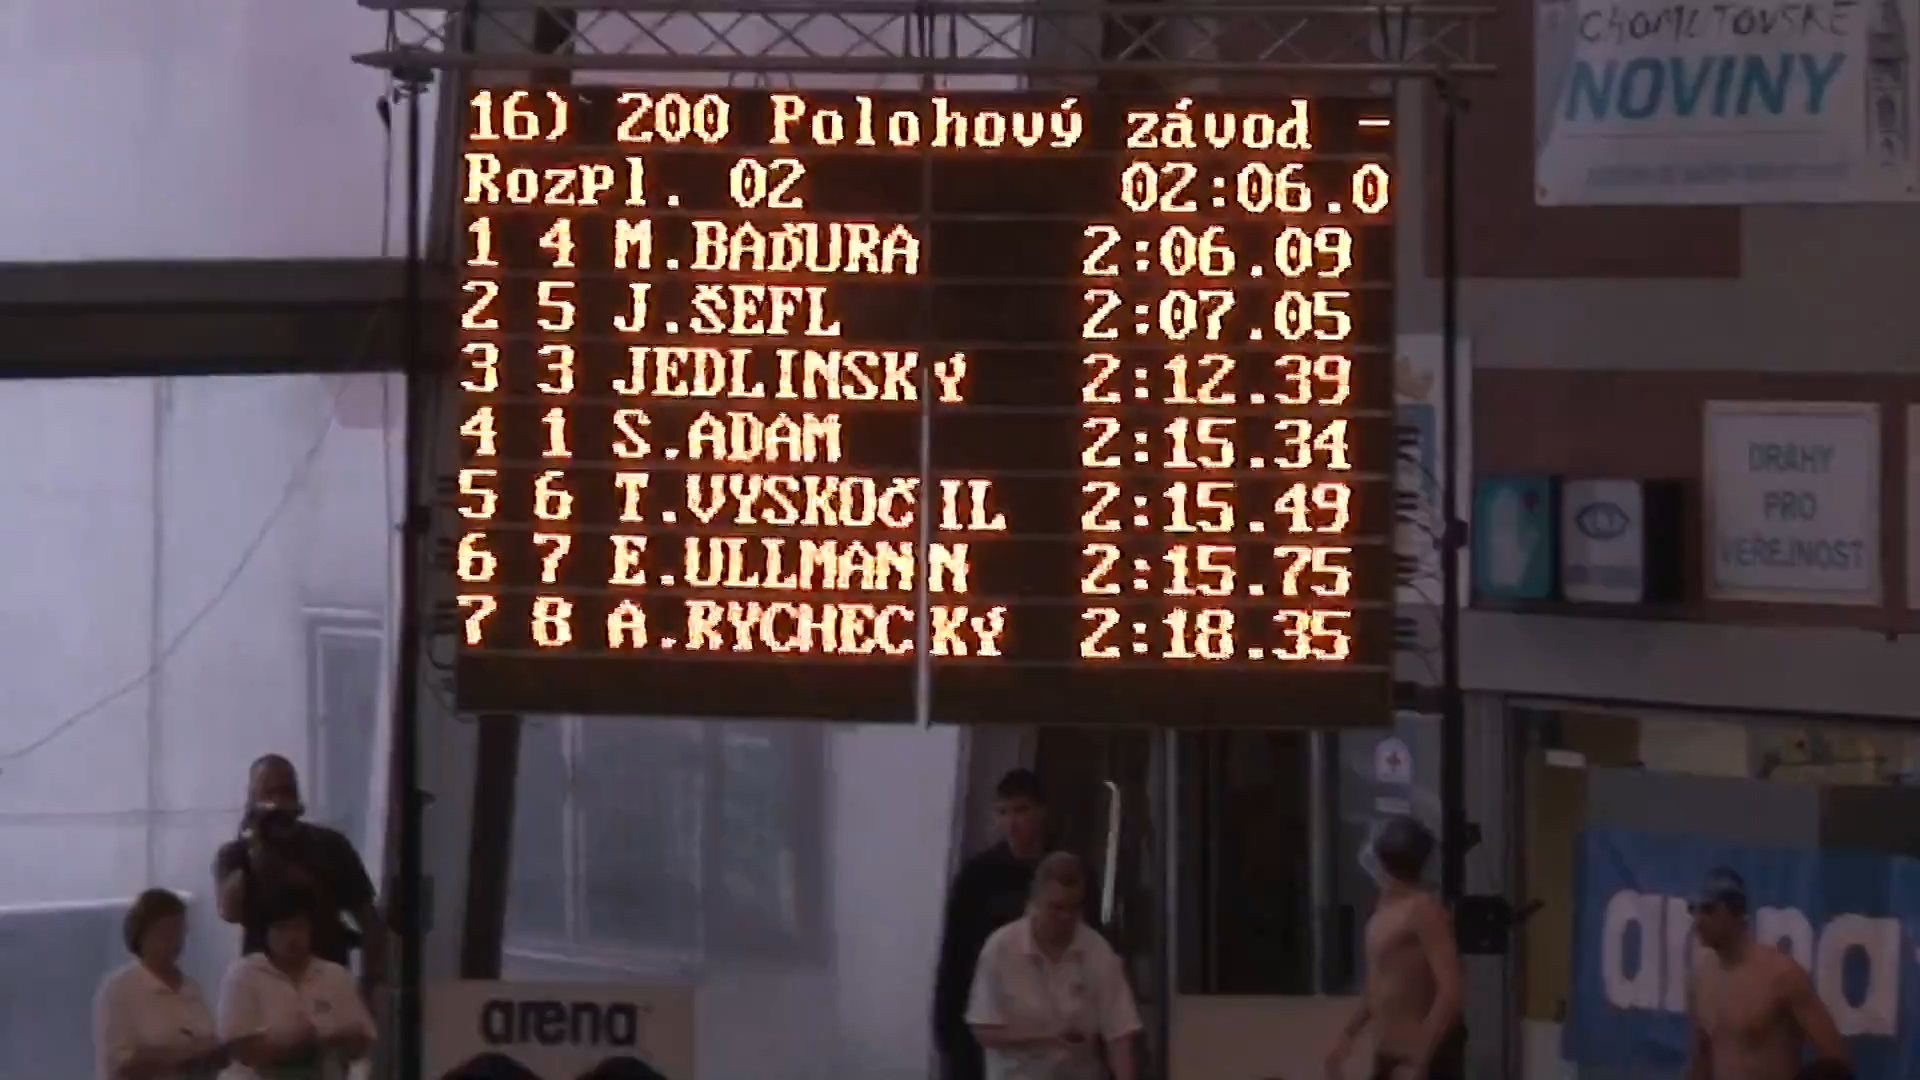 16) 200 Polohový závod -
Rozpl. 02 02:06.0
1 4 M.BAĎURA 2:06.09
2 5 J.ŠEFL 2:07.05
3 3 JEDLINSKÝ 2:12.39
4 1 S.ADAM 2:15.34
5 6 T.VYSKOČIL 2:15.49
6 7 E.ULLMANN 2:15.75
7 8 A.RYCHECKÝ 2:18.35
CHOMUTOVSKÉ
NOVINY
DRÁHY
PRO
VEŘEJNOST
arena
arena